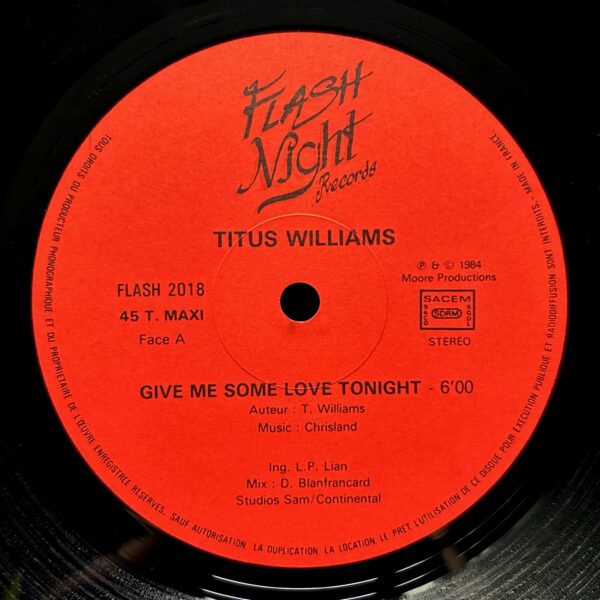 FLASH
Night
Records
TITUS WILLIAMS
℗ & © 1984
Moore Productions
FLASH 2018
45 T. MAXI
Face A
SACEM
SACD
SDRM
SGDL
STÉRÉO
GIVE ME SOME LOVE TONIGHT - 6'00
Auteur : T. Williams
Music : Chrisland
Ing. L.P. Lian
Mix : D. Blanfrancard
Studios Sam/Continental
TOUS DROITS DU PRODUCTEUR PHONOGRAPHIQUE ET DU PROPRIETAIRE DE L'ŒUVRE ENREGISTREE RESERVES. SAUF AUTORISATION, LA DUPLICATION, LA LOCATION, LE PRET, L'UTILISATION DE CE DISQUE POUR EXECUTION PUBLIQUE ET RADIODIFFUSION SONT INTERDITS - MADE IN FRANCE